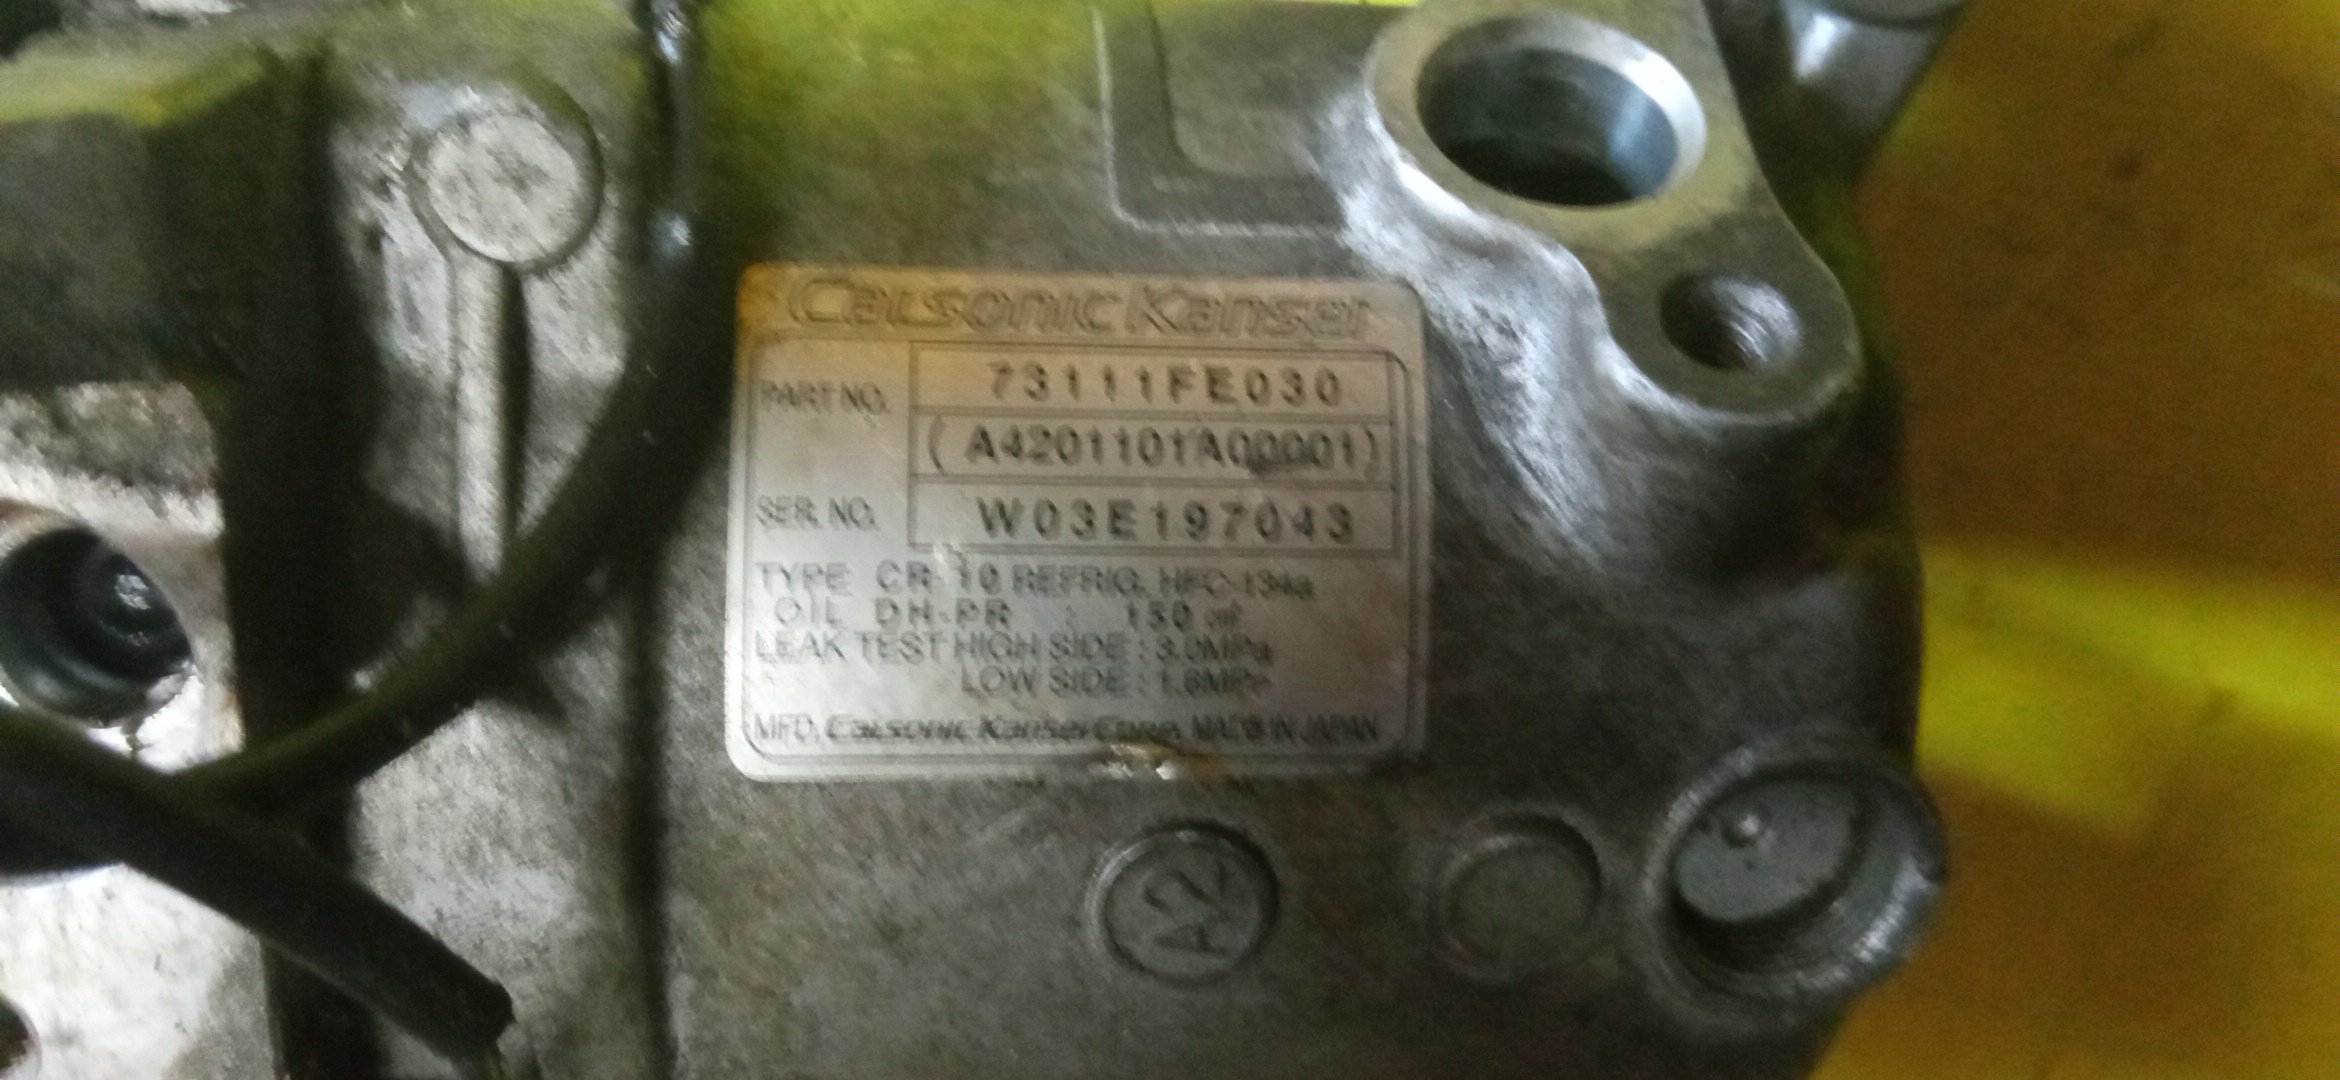 Calsonic Kansei
PART NO. 73111FE030
(A4201101A00001)
SER. NO. W03E197043
TYPE CR-10 REFRIG. HFC-134a
OIL DH-PR : 150
LEAK TEST HIGH SIDE : 3.0MPa
LOW SIDE : 1.6MPa
MFD. Calsonic Kansei Corp. MADE IN JAPAN
A2